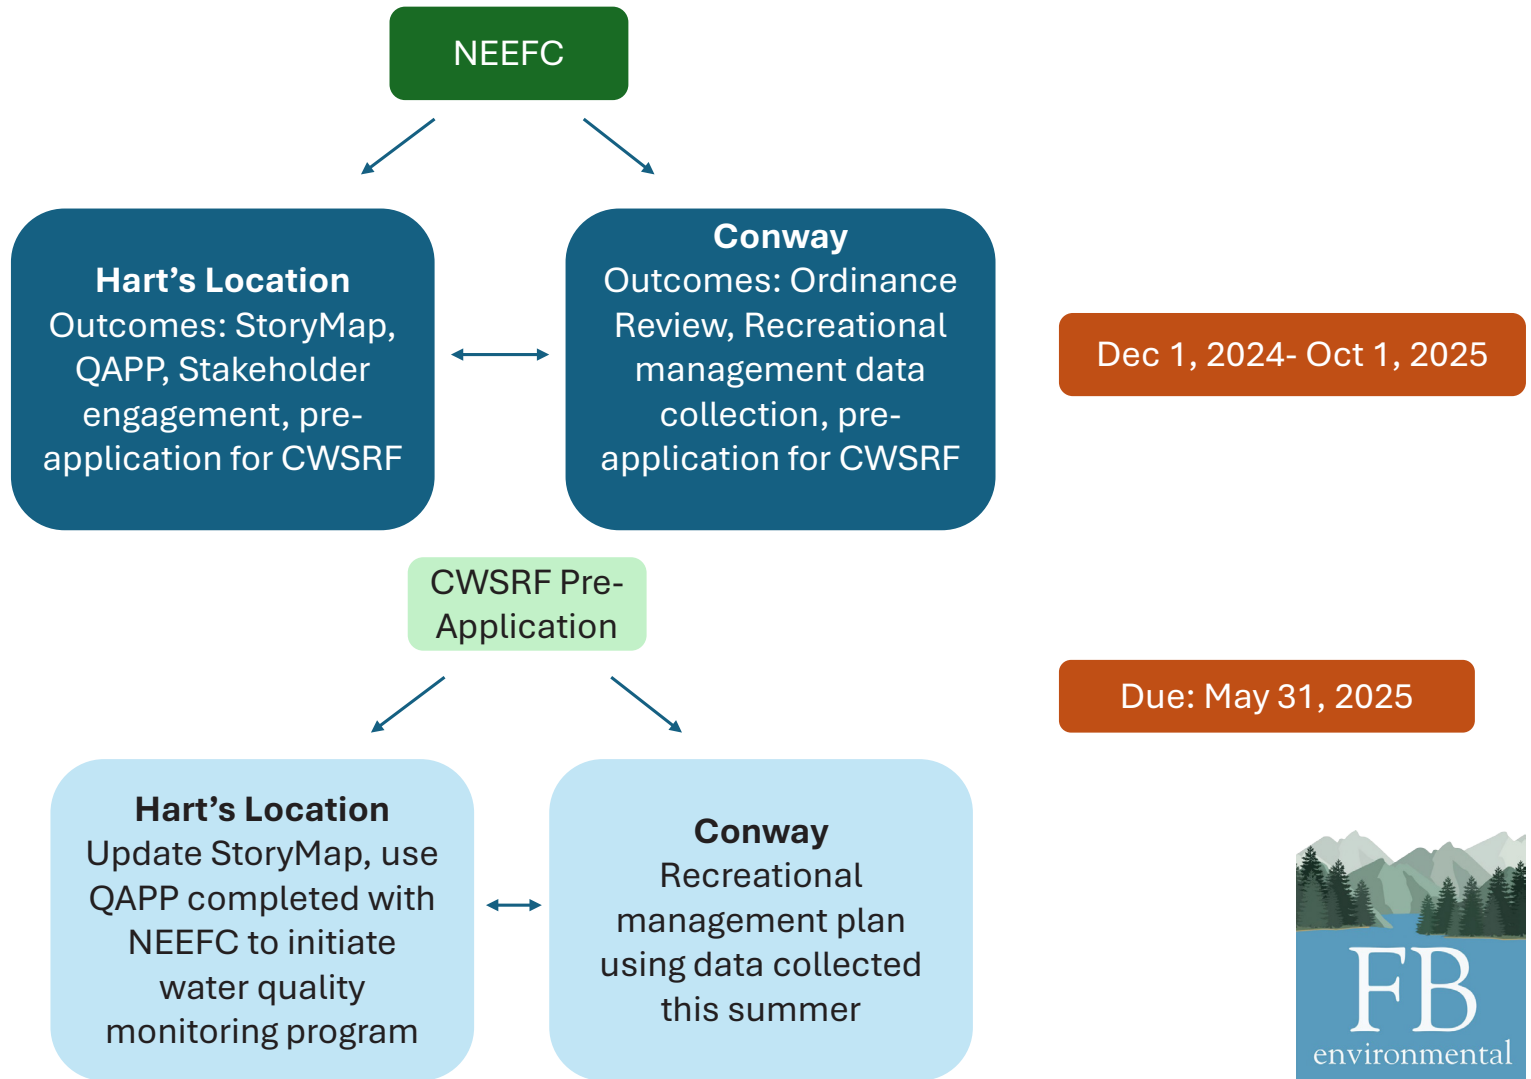 NEEFC
Hart’s Location
Outcomes: StoryMap,
QAPP, Stakeholder
engagement, pre-
application for CWSRF
Conway
Outcomes: Ordinance
Review, Recreational
management data
collection, pre-
application for CWSRF
Dec 1, 2024- Oct 1, 2025
CWSRF Pre-
Application
Due: May 31, 2025
Hart’s Location
Update StoryMap, use
QAPP completed with
NEEFC to initiate
water quality
monitoring program
Conway
Recreational
management plan
using data collected
this summer
FB
environmental